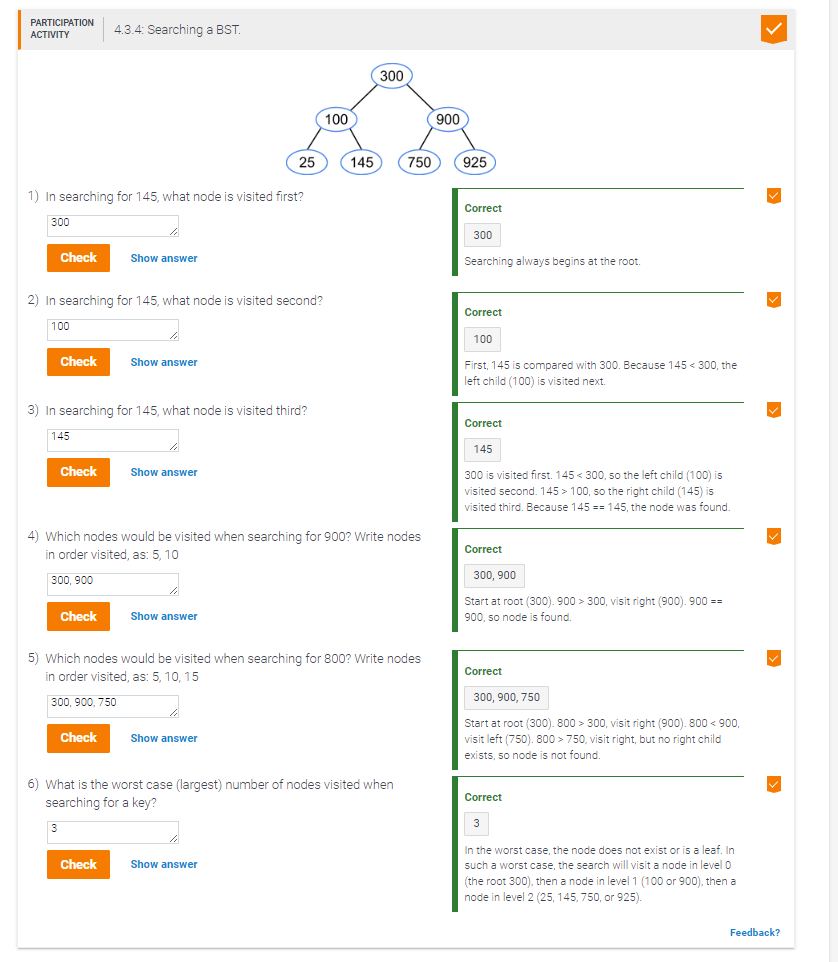 PARTICIPATION
ACTIVITY
4.3.4: Searching a BST.
300
100
900
25
145
750
925
1) In searching for 145, what node is visited first?
300
Check
Show answer
Correct
300
Searching always begins at the root.
2) In searching for 145, what node is visited second?
100
Check
Show answer
Correct
100
First, 145 is compared with 300. Because 145 < 300, the
left child (100) is visited next.
3) In searching for 145, what node is visited third?
145
Check
Show answer
Correct
145
300 is visited first. 145 < 300, so the left child (100) is
visited second. 145 > 100, so the right child (145) is
visited third. Because 145 == 145, the node was found.
4) Which nodes would be visited when searching for 900? Write nodes
in order visited, as: 5, 10
300, 900
Check
Show answer
Correct
300, 900
Start at root (300). 900 > 300, visit right (900). 900 ==
900, so node is found.
5) Which nodes would be visited when searching for 800? Write nodes
in order visited, as: 5, 10, 15
300, 900, 750
Check
Show answer
Correct
300, 900, 750
Start at root (300). 800 > 300, visit right (900). 800 < 900,
visit left (750). 800 > 750, visit right, but no right child
exists, so node is not found.
6) What is the worst case (largest) number of nodes visited when
searching for a key?
3
Check
Show answer
Correct
3
In the worst case, the node does not exist or is a leaf. In
such a worst case, the search will visit a node in level 0
(the root 300), then a node in level 1 (100 or 900), then a
node in level 2 (25, 145, 750, or 925).
Feedback?